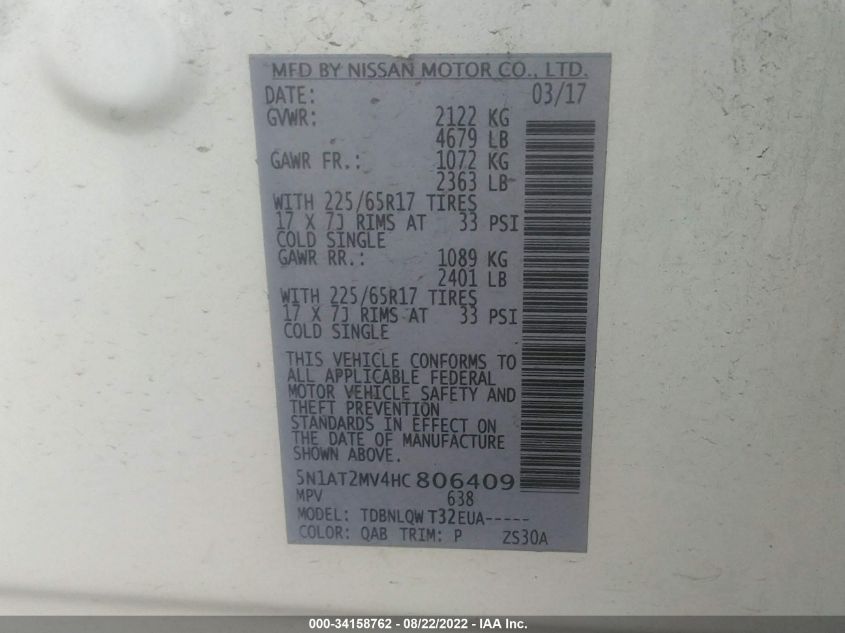 MFD BY NISSAN MOTOR CO., LTD.
DATE: 03/17
GVWR: 2122 KG
4679 LB
GAWR FR.: 1072 KG
2363 LB
WITH 225/65R17 TIRES
17 X 7J RIMS AT 33 PSI
COLD SINGLE
GAWR RR.: 1089 KG
2401 LB
WITH 225/65R17 TIRES
17 X 7J RIMS AT 33 PSI
COLD SINGLE
THIS VEHICLE CONFORMS TO
ALL APPLICABLE FEDERAL
MOTOR VEHICLE SAFETY AND
THEFT PREVENTION
STANDARDS IN EFFECT ON
THE DATE OF MANUFACTURE
SHOWN ABOVE.
5N1AT2MV4HC 806409
MPV 638
MODEL: TDBNLQW T32EUA-----
COLOR: QAB TRIM: P ZS30A
000-34158762 - 08/22/2022 - IAA Inc.